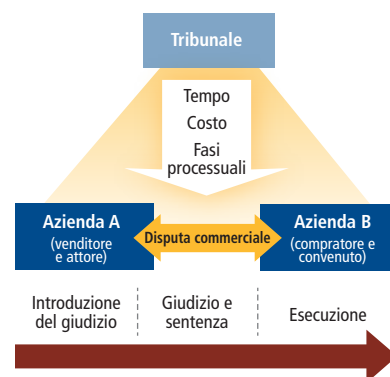 Tribunale
Tempo
Costo
Fasi
processuali
Azienda A
(venditore
e attore)
Disputa commerciale
Azienda B
(compratore e
convenuto)
Introduzione
del giudizio
Giudizio e
sentenza
Esecuzione